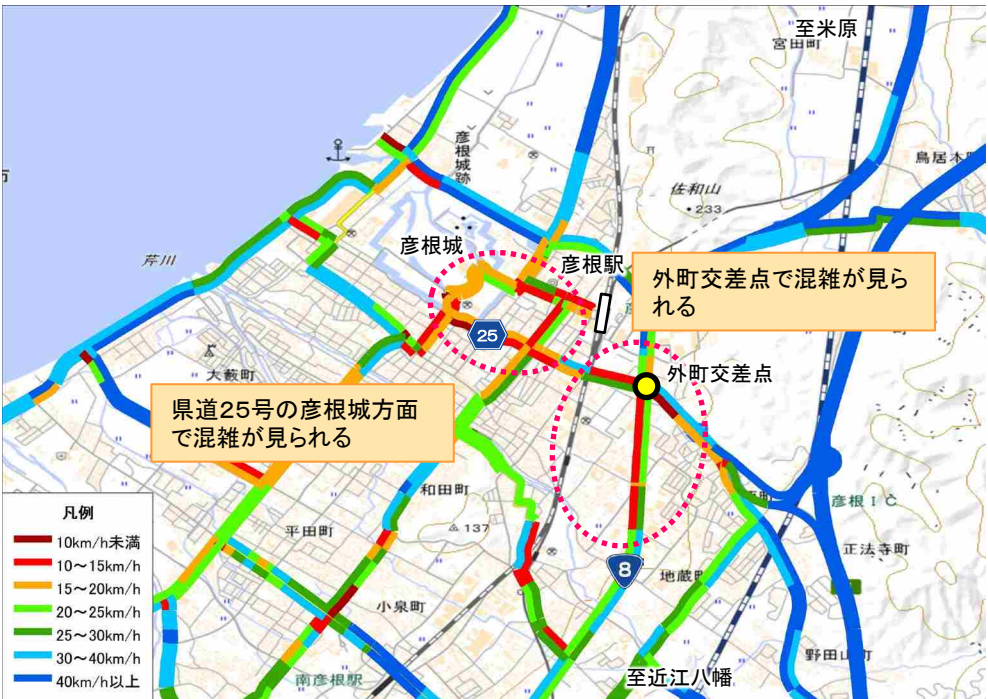 至米原
宮田町
彦根城跡
鳥居本
佐和山
・233
芹川
彦根城
彦根駅
外町交差点で混雑が見ら
れる
25
外町交差点
大藪町
県道25号の彦根城方面
で混雑が見られる
和田町
137
彦根IC
正法寺町
平田町
8
地蔵町
小泉町
野田山町
南彦根駅
至近江八幡
凡例
10km/h未満
10～15km/h
15～20km/h
20～25km/h
25～30km/h
30～40km/h
40km/h以上